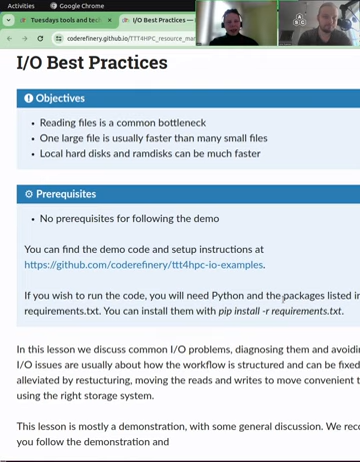 Activities
Google Chrome
Tuesdays tools and tech
I/O Best Practices —
coderefinery.github.io/TTT4HPC_resource_ma
I/O Best Practices
Objectives
• Reading files is a common bottleneck
• One large file is usually faster than many small files
• Local hard disks and ramdisks can be much faster
Prerequisites
• No prerequisites for following the demo
You can find the demo code and setup instructions at
https://github.com/coderefinery/ttt4hpc-io-examples.
If you wish to run the code, you will need Python and the packages listed in
requirements.txt. You can install them with pip install -r requirements.txt.
In this lesson we discuss common I/O problems, diagnosing them and avoidin
I/O issues are usually about how the workflow is structured and can be fixed
alleviated by restucturing, moving the reads and writes to move convenient t
using the right storage system.
This lesson is mostly a demonstration, with some general discussion. We reco
you follow the demonstration and